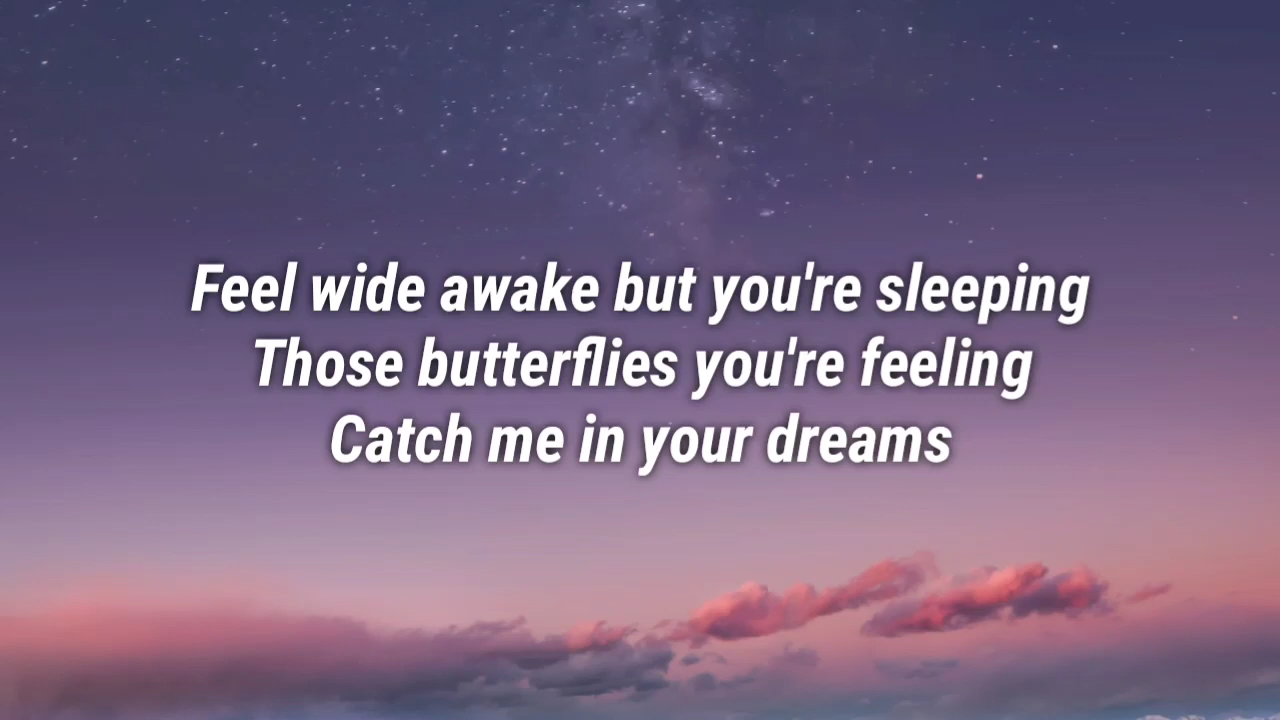 Feel wide awake but you're sleeping
Those butterflies you're feeling
Catch me in your dreams